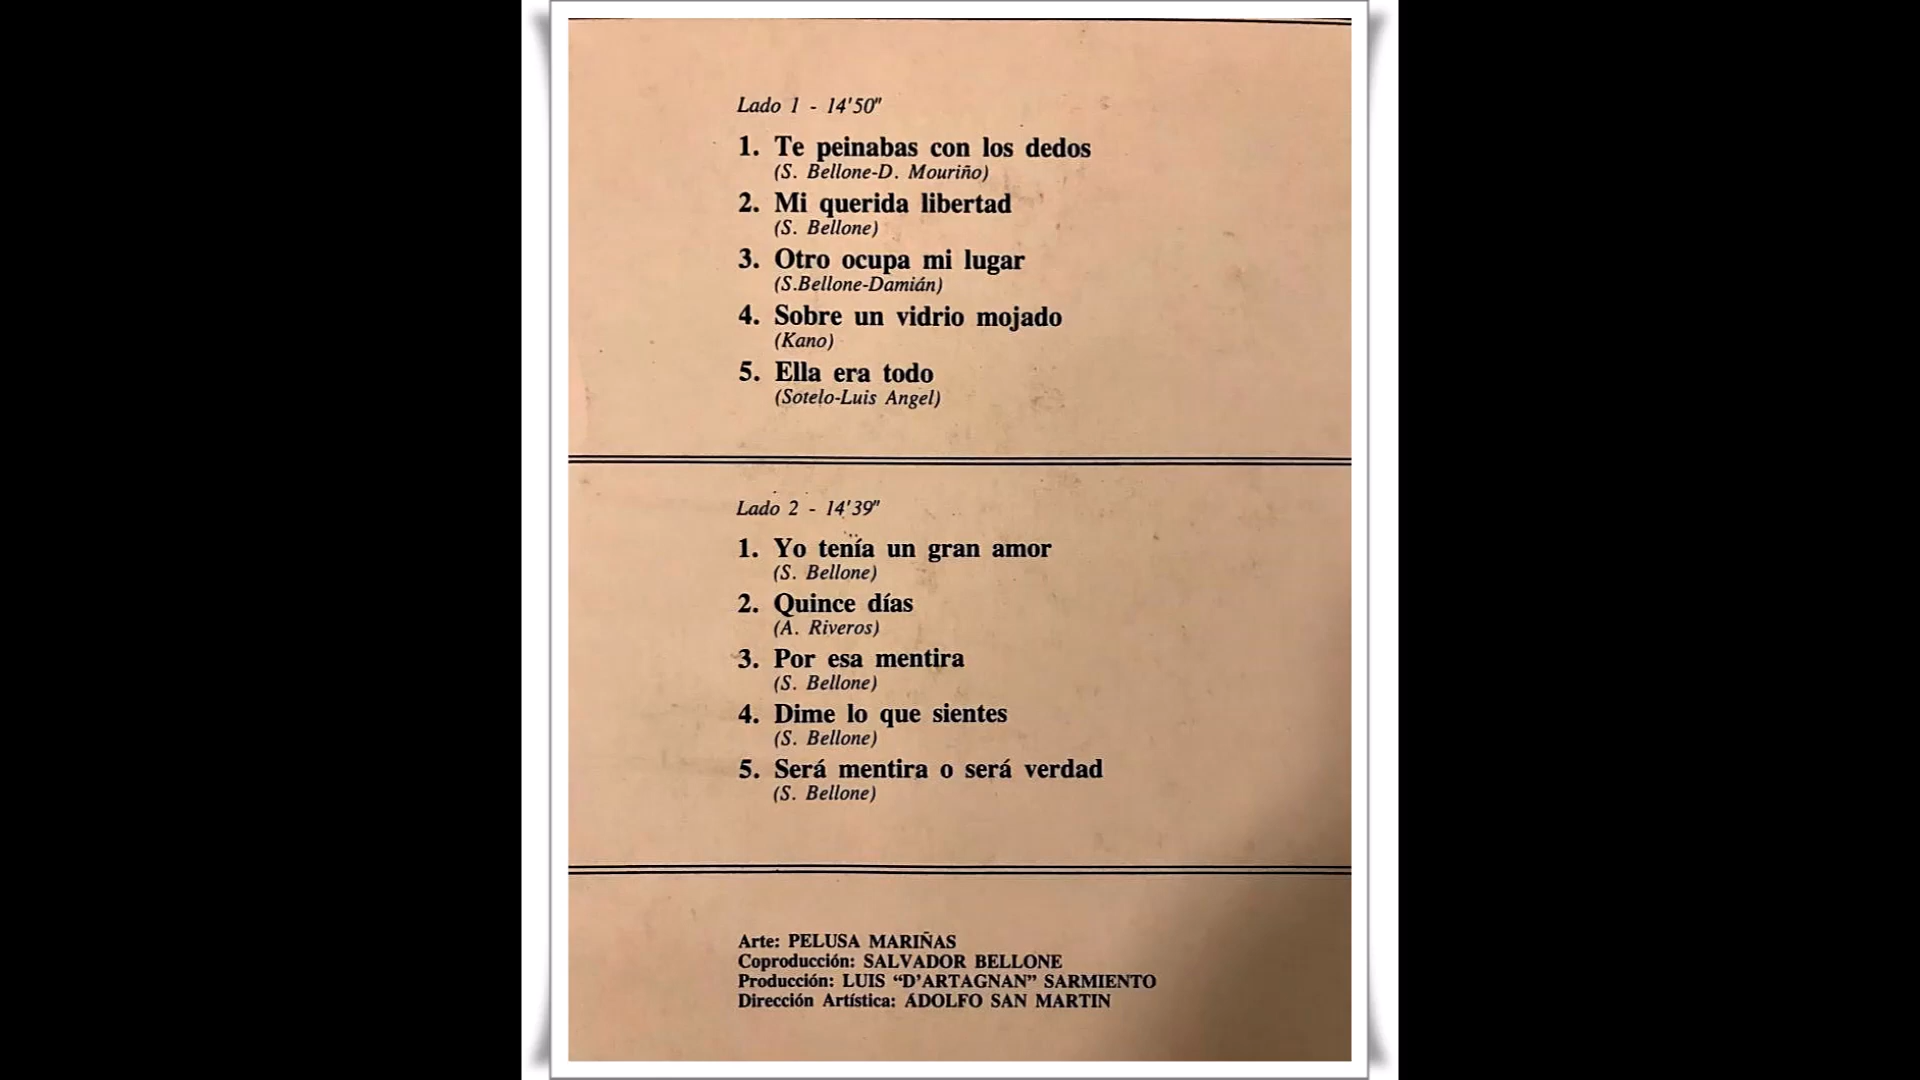 Lado 1 - 14'50"
1. Te peinabas con los dedos
(S. Bellone-D. Mouriño)
2. Mi querida libertad
(S. Bellone)
3. Otro ocupa mi lugar
(S.Bellone-Damián)
4. Sobre un vidrio mojado
(Kano)
5. Ella era todo
(Sotelo-Luis Angel)
Lado 2 - 14'39"
1. Yo tenía un gran amor
(S. Bellone)
2. Quince días
(A. Riveros)
3. Por esa mentira
(S. Bellone)
4. Dime lo que sientes
(S. Bellone)
5. Será mentira o será verdad
(S. Bellone)
Arte: PELUSA MARIÑAS
Coproducción: SALVADOR BELLONE
Producción: LUIS “D’ARTAGNAN” SARMIENTO
Dirección Artística: ADOLFO SAN MARTIN